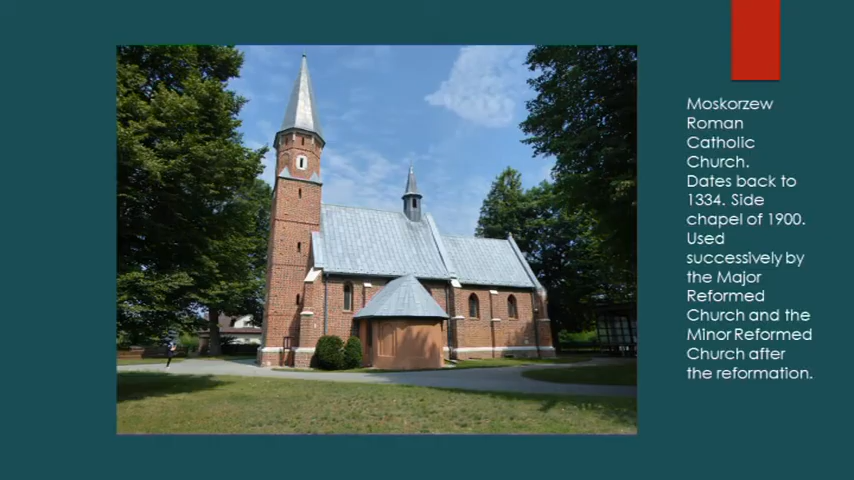 Moskorzew
Roman
Catholic
Church.
Dates back to
1334. Side
chapel of 1900.
Used
successively by
the Major
Reformed
Church and the
Minor Reformed
Church after
the reformation.